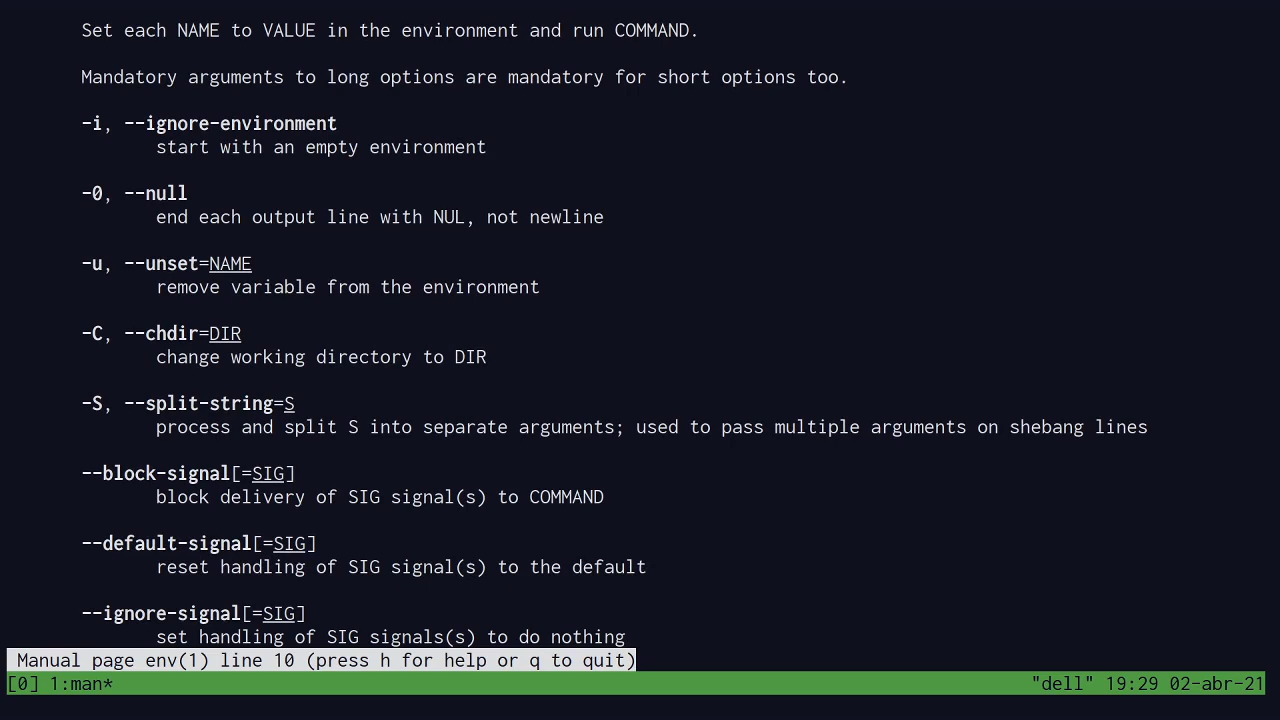 Set each NAME to VALUE in the environment and run COMMAND.
Mandatory arguments to long options are mandatory for short options too.
-i, --ignore-environment
start with an empty environment
-0, --null
end each output line with NUL, not newline
-u, --unset=NAME
remove variable from the environment
-C, --chdir=DIR
change working directory to DIR
-S, --split-string=S
process and split S into separate arguments; used to pass multiple arguments on shebang lines
--block-signal[=SIG]
block delivery of SIG signal(s) to COMMAND
--default-signal[=SIG]
reset handling of SIG signal(s) to the default
--ignore-signal[=SIG]
set handling of SIG signals(s) to do nothing
Manual page env(1) line 10 (press h for help or q to quit)
[0] 1:man* "dell" 19:29 02-abr-21